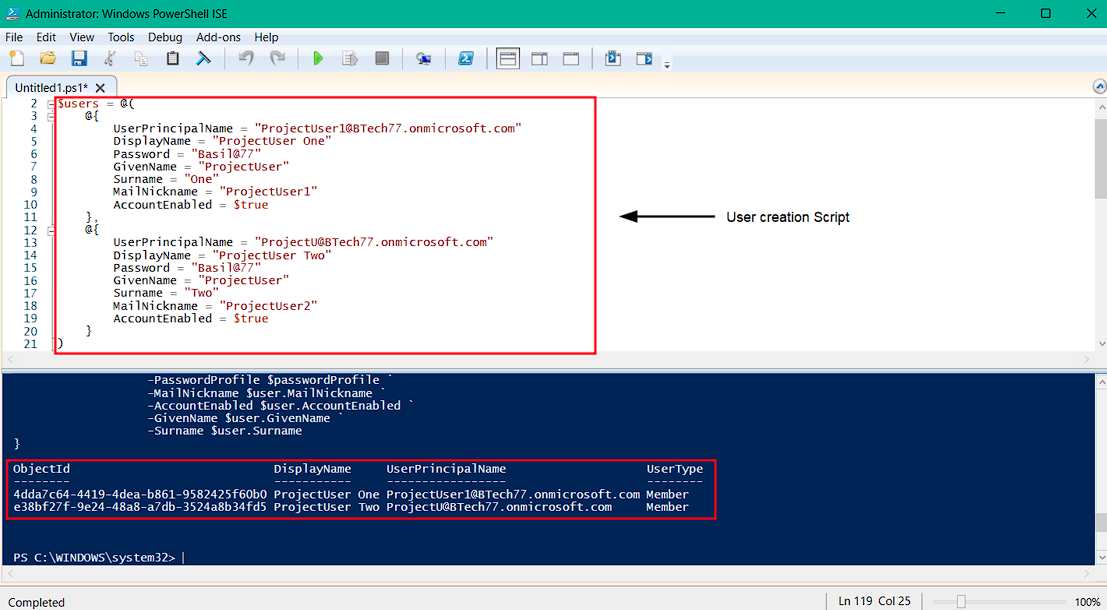 Administrator: Windows PowerShell ISE
File Edit View Tools Debug Add-ons Help
Untitled1.ps1* X
2 $users = @(
3 @{
4 UserPrincipalName = "ProjectUser1@BTech77.onmicrosoft.com"
5 DisplayName = "ProjectUser One"
6 Password = "Basil@77"
7 GivenName = "ProjectUser"
8 Surname = "One"
9 MailNickname = "ProjectUser1"
10 AccountEnabled = $true
11 },
12 @{
13 UserPrincipalName = "ProjectU@BTech77.onmicrosoft.com"
14 DisplayName = "ProjectUser Two"
15 Password = "Basil@77"
16 GivenName = "ProjectUser"
17 Surname = "Two"
18 MailNickname = "ProjectUser2"
19 AccountEnabled = $true
20 }
21 )
User creation Script
-PasswordProfile $passwordProfile `
-MailNickname $user.MailNickname `
-AccountEnabled $user.AccountEnabled `
-GivenName $user.GivenName `
-Surname $user.Surname
}
ObjectId DisplayName UserPrincipalName UserType
-------- ----------- ----------------- --------
4dda7c64-4419-4dea-b861-9582425f60b0 ProjectUser One ProjectUser1@BTech77.onmicrosoft.com Member
e38bf27f-9e24-48a8-a7db-3524a8b34fd5 ProjectUser Two ProjectU@BTech77.onmicrosoft.com Member
PS C:\WINDOWS\system32>
Completed
Ln 119 Col 25
100%